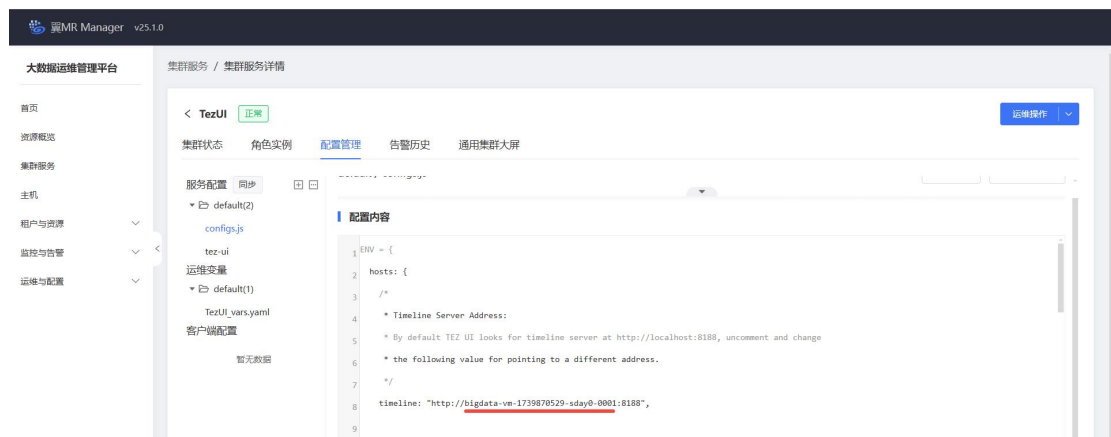 翼MR Manager v25.1.0
大数据运维管理平台
首页
资源概览
集群服务
主机
租户与资源
监控与告警
运维与配置
集群服务 / 集群服务详情
TezUI 正常
运维操作
集群状态 角色实例 配置管理 告警历史 通用集群大屏
服务配置 同步
default(2)
configs.js
tez-ui
运维变量
default(1)
TezUI_vars.yaml
客户端配置
暂无数据
配置内容
1 ENV = {
2 hosts: {
3 /*
4 * Timeline Server Address:
5 * By default TEZ UI looks for timeline server at http://localhost:8188, uncomment and change
6 * the following value for pointing to a different address.
7 */
8 timeline: "http://bigdata-vm-1739870529-sday0-0001:8188",
9